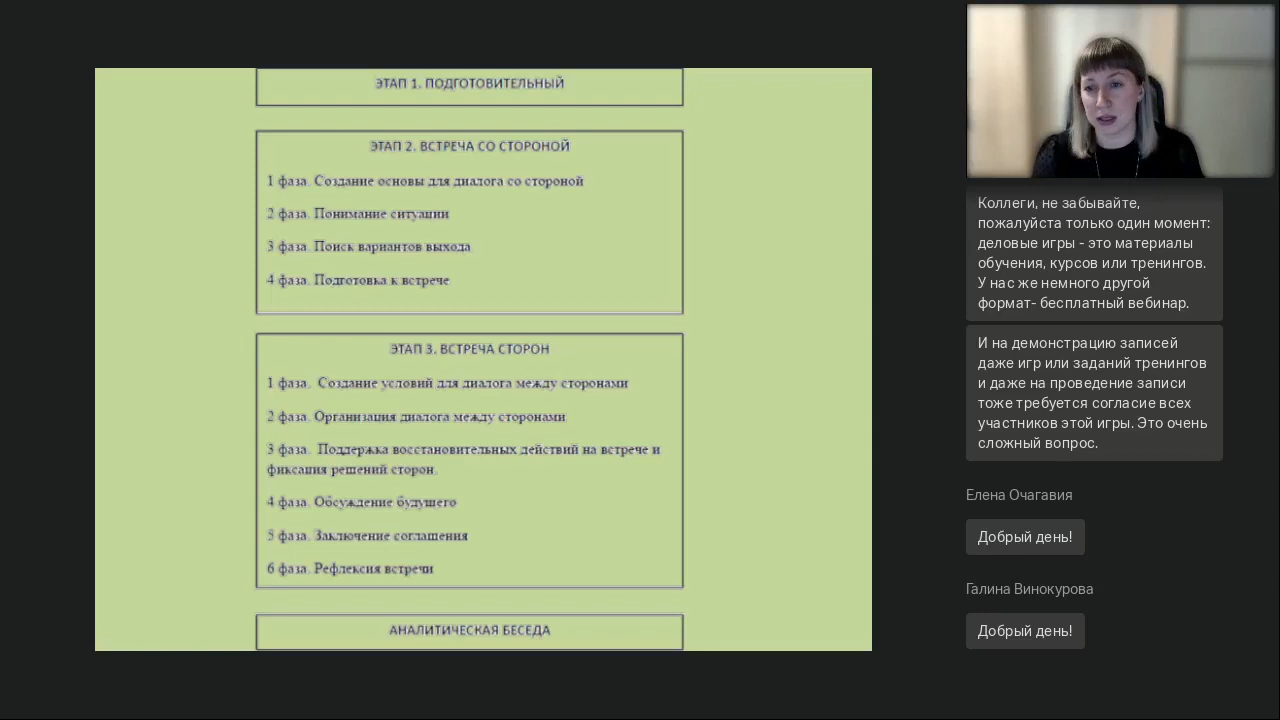 ЭТАП 1. ПОДГОТОВИТЕЛЬНЫЙ
ЭТАП 2. ВСТРЕЧА СО СТОРОНОЙ
1 фаза. Создание основы для диалога со стороной
2 фаза. Понимание ситуации
3 фаза. Поиск вариантов выхода
4 фаза. Подготовка к встрече
ЭТАП 3. ВСТРЕЧА СТОРОН
1 фаза. Создание условий для диалога между сторонами
2 фаза. Организация диалога между сторонами
3 фаза. Поддержка восстановительных действий на встрече и
фиксация решений сторон.
4 фаза. Обсуждение будущего
5 фаза. Заключение соглашения
6 фаза. Рефлексия встречи
АНАЛИТИЧЕСКАЯ БЕСЕДА
Коллеги, не забывайте,
пожалуйста только один момент:
деловые игры - это материалы
обучения, курсов или тренингов.
У нас же немного другой
формат- бесплатный вебинар.
И на демонстрацию записей
даже игр или заданий тренингов
и даже на проведение записи
тоже требуется согласие всех
участников этой игры. Это очень
сложный вопрос.
Елена Очагавия
Добрый день!
Галина Винокурова
Добрый день!